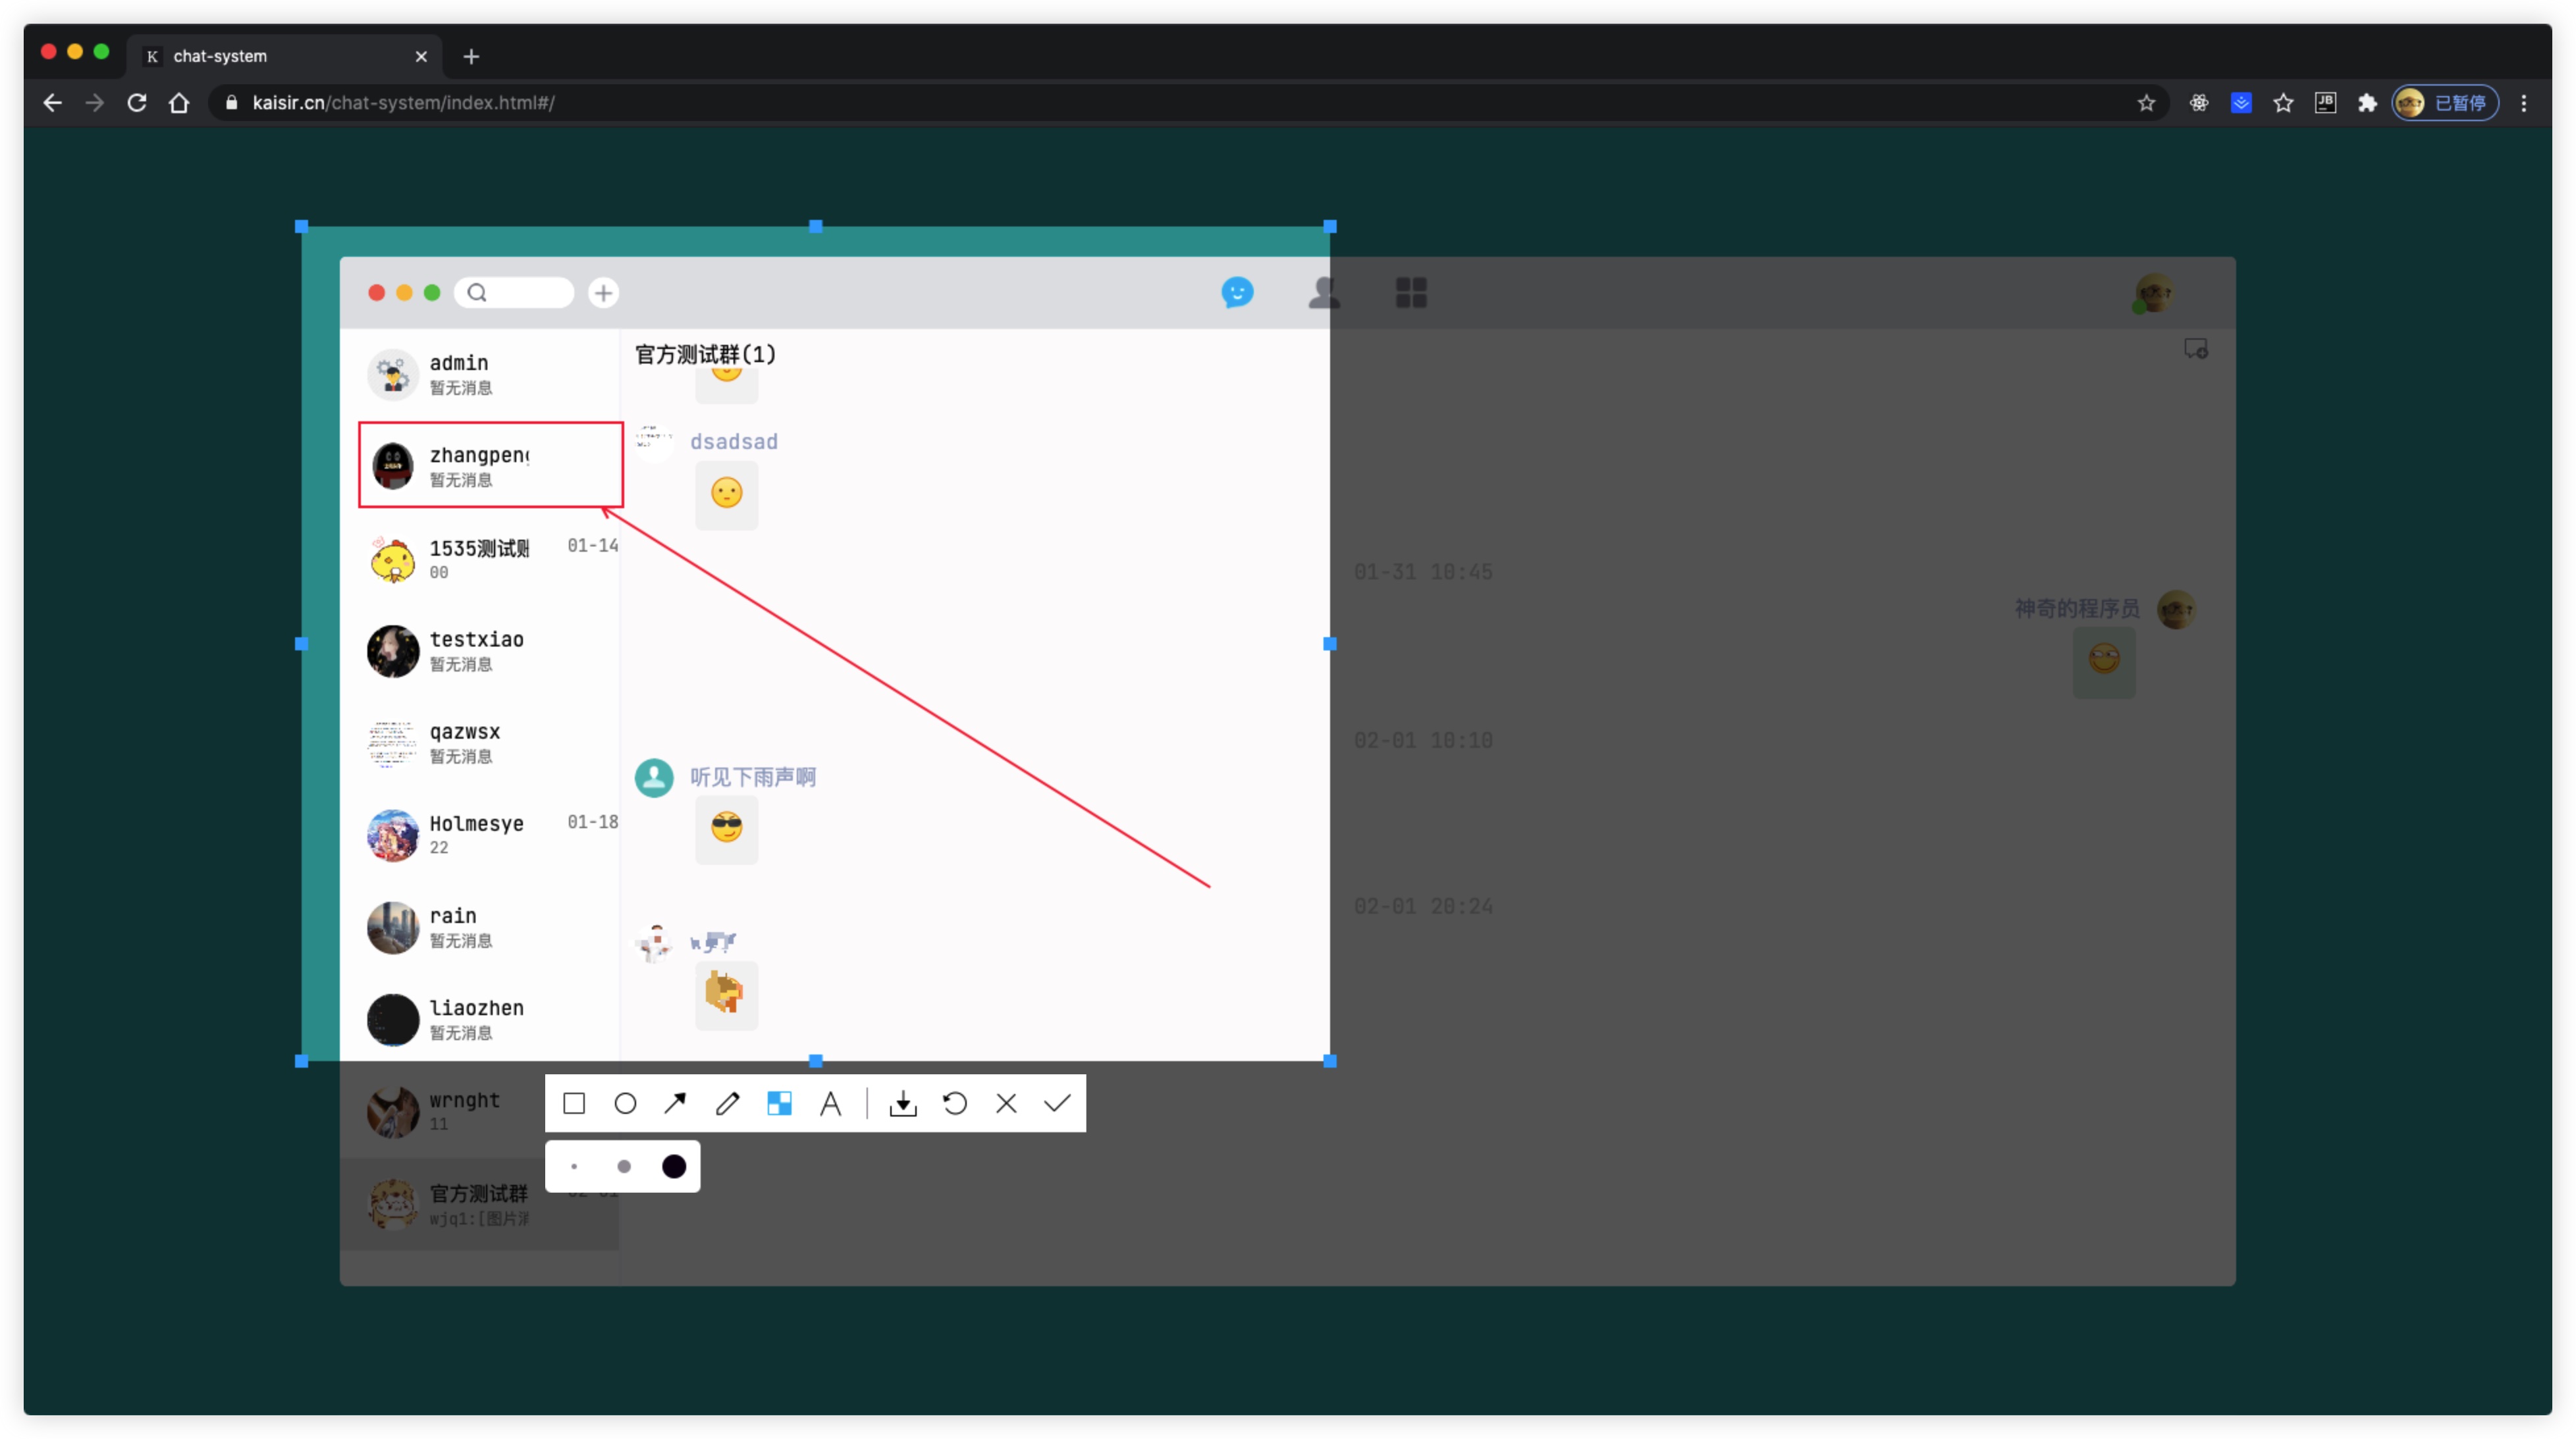 chat-system
kaisir.cn/chat-system/index.html#/
JB
已暂停
官方测试群(1)
admin
暂无消息
dsadsad
zhangpeng
暂无消息
1535测试账
01-14
00
01-31 10:45
神奇的程序员
testxiao
暂无消息
qazwsx
暂无消息
02-01 10:10
听见下雨声啊
Holmesye
01-18
22
rain
暂无消息
02-01 20:24
liaozhen
暂无消息
wrnght
11
官方测试群
wjq1:[图片消